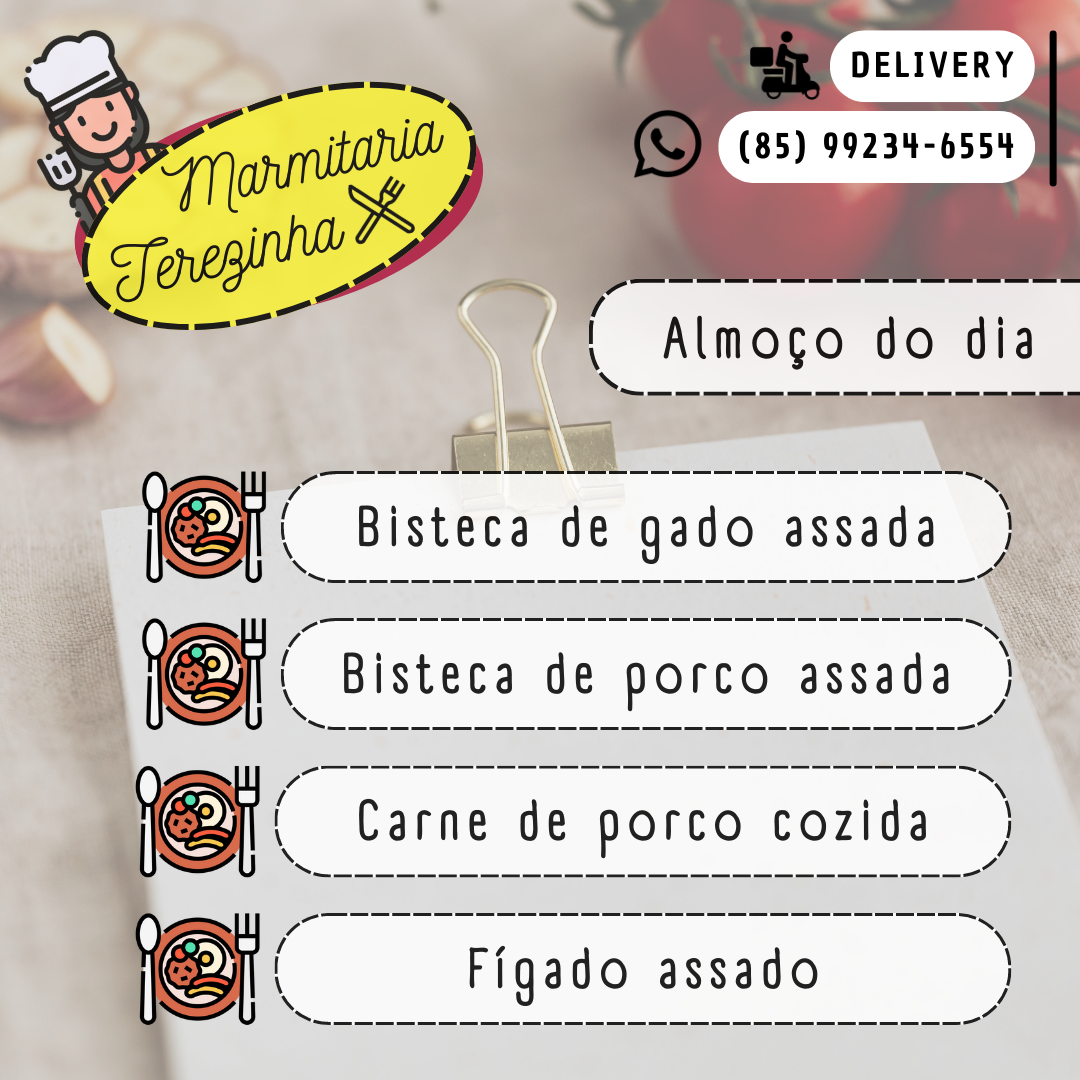 Marmitaria
Terezinha
DELIVERY
(85) 99234-6554
Almoço do dia
Bisteca de gado assada
Bisteca de porco assada
Carne de porco cozida
Fígado assado